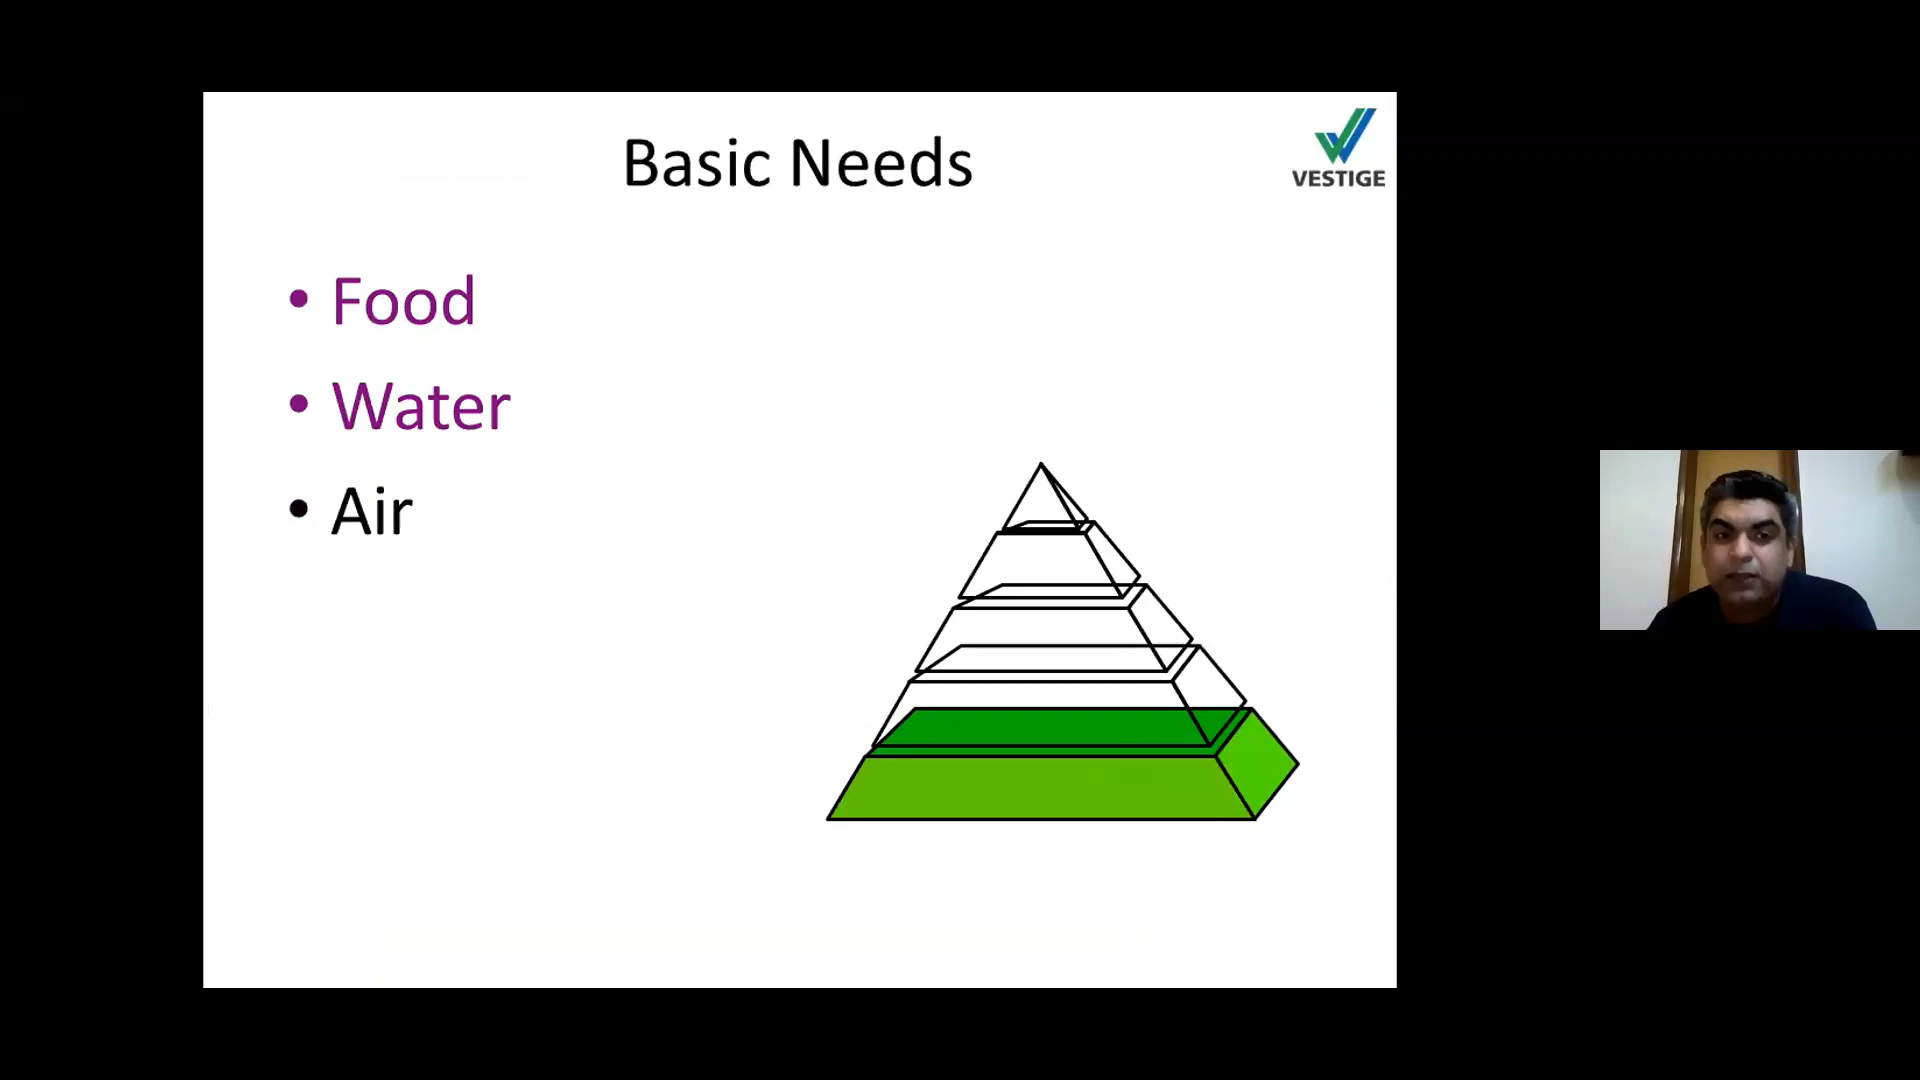 Basic Needs
VESTIGE
• Food
• Water
• Air